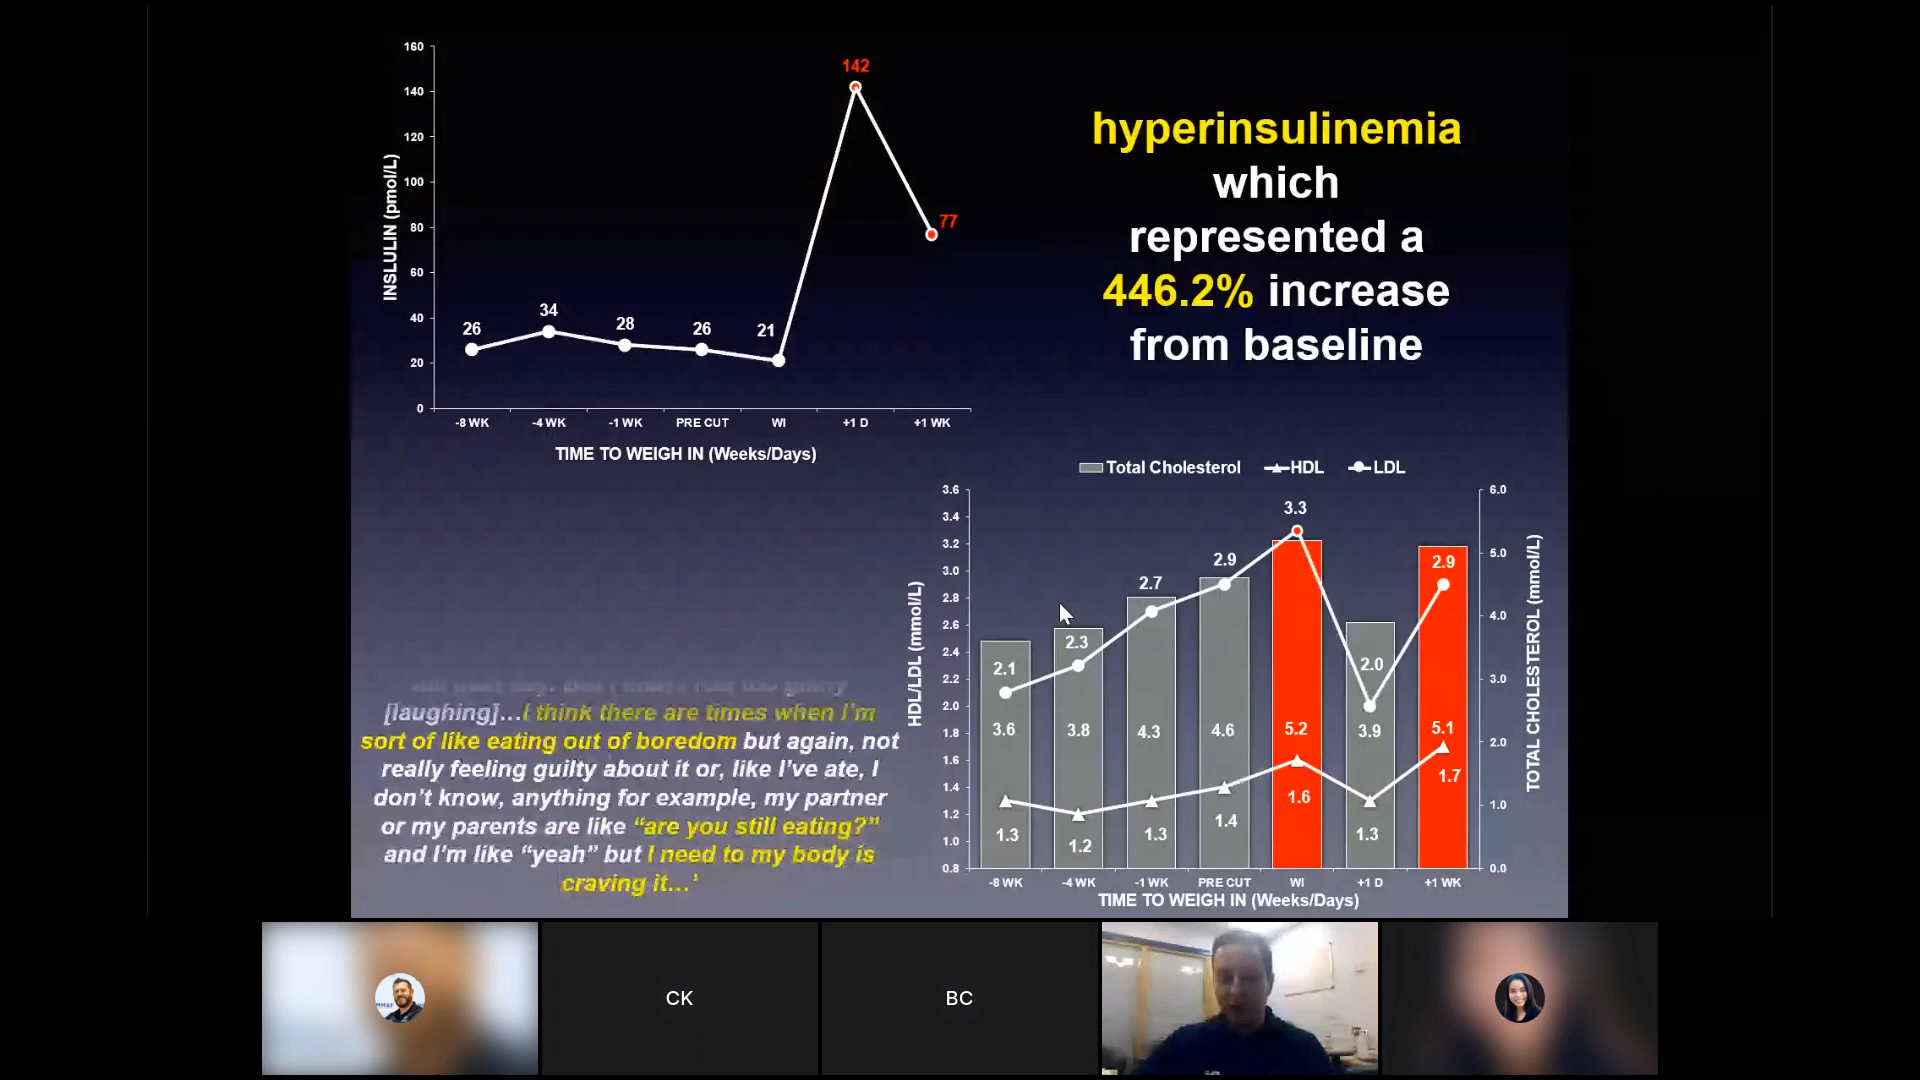 160
142
140
120
100
80
77
60
40
20
0
26
34
28
26
21
INSLULIN (pmol/L)
-8 WK
-4 WK
-1 WK
PRE CUT
WI
+1 D
+1 WK
TIME TO WEIGH IN (Weeks/Days)
hyperinsulinemia
which
represented a
446.2% increase
from baseline
Total Cholesterol
HDL
LDL
3.6
3.4
3.2
3.0
2.8
2.6
2.4
2.2
2.0
1.8
1.6
1.4
1.2
1.0
0.8
HDL/LDL (mmol/L)
2.1
2.3
2.7
2.9
3.3
2.0
2.9
3.6
3.8
4.3
4.6
5.2
3.9
5.1
1.3
1.2
1.3
1.4
1.6
1.3
1.7
6.0
5.0
4.0
3.0
2.0
1.0
0.0
TOTAL CHOLESTEROL (mmol/L)
-8 WK
-4 WK
-1 WK
PRE CUT
WI
+1 D
+1 WK
TIME TO WEIGH IN (Weeks/Days)
[laughing]…I think there are times when I’m
sort of like eating out of boredom but again, not
really feeling guilty about it or, like I’ve ate, I
don’t know, anything for example, my partner
or my parents are like “are you still eating?”
and I’m like “yeah” but I need to my body is
craving it…’
CK
BC